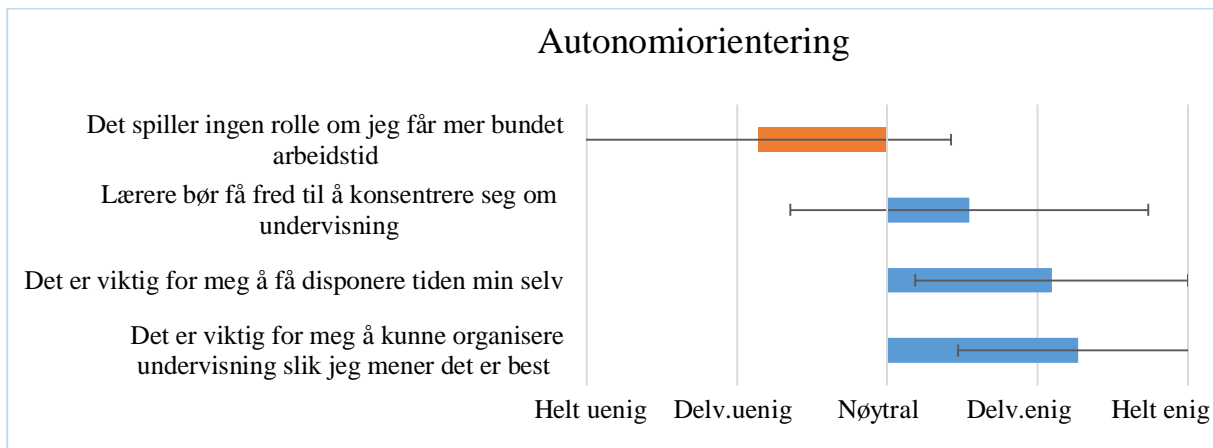 Autonomiorientering
Det spiller ingen rolle om jeg får mer bundet
arbeidstid
Lærere bør få fred til å konsentrere seg om
undervisning
Det er viktig for meg å få disponere tiden min selv
Det er viktig for meg å kunne organisere
undervisning slik jeg mener det er best
Helt uenig Delv.uenig Nøytral Delv.enig Helt enig